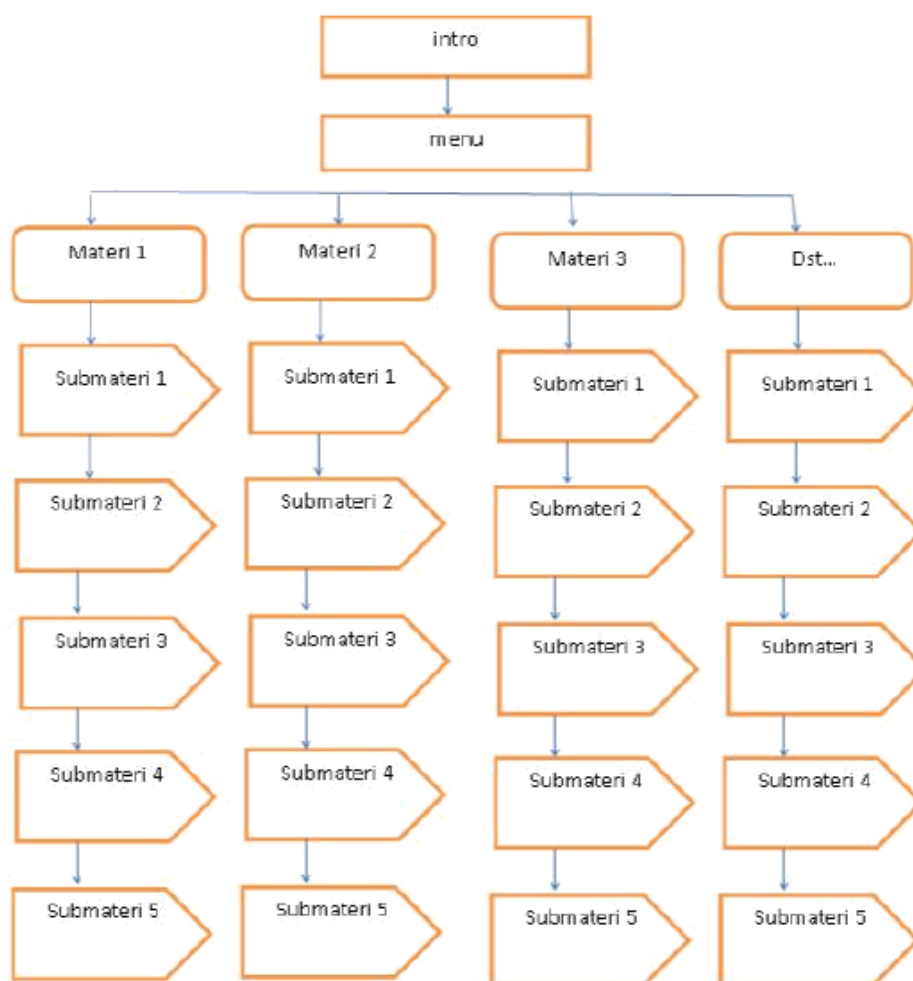 intro
menu
Materi 1
Materi 2
Materi 3
Dst...
Submateri 1
Submateri 1
Submateri 1
Submateri 1
Submateri 2
Submateri 2
Submateri 2
Submateri 2
Submateri 3
Submateri 3
Submateri 3
Submateri 3
Submateri 4
Submateri 4
Submateri 4
Submateri 4
Submateri 5
Submateri 5
Submateri 5
Submateri 5